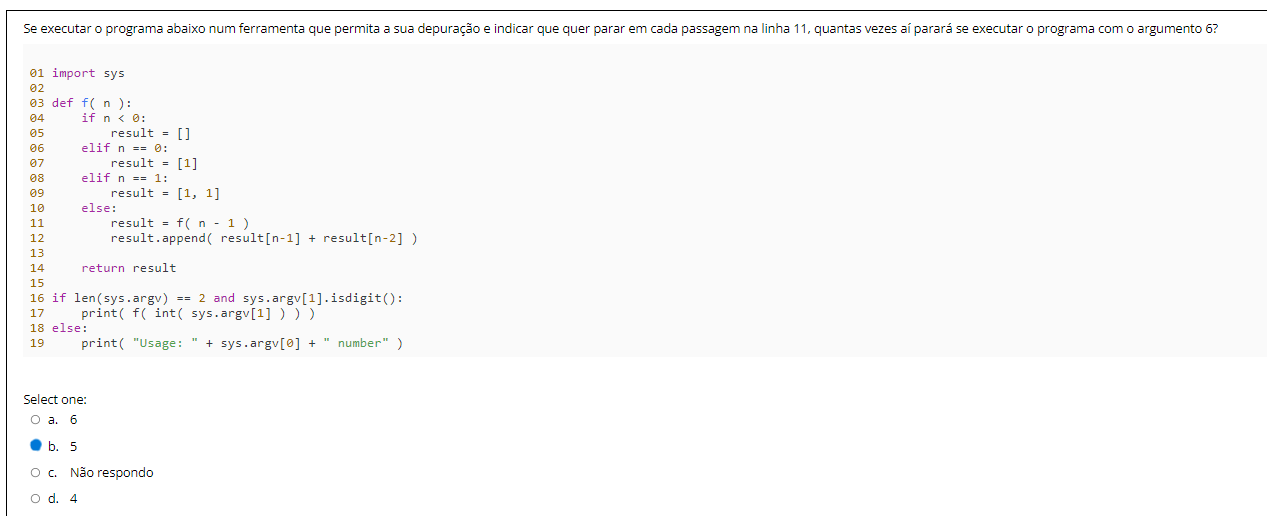 Se executar o programa abaixo num ferramenta que permita a sua depuração e indicar que quer parar em cada passagem na linha 11, quantas vezes aí parará se executar o programa com o argumento 6?
01 import sys
02
03 def f( n ):
04     if n < 0:
05         result = []
06     elif n == 0:
07         result = [1]
08     elif n == 1:
09         result = [1, 1]
10     else:
11         result = f( n - 1 )
12         result.append( result[n-1] + result[n-2] )
13
14     return result
15
16 if len(sys.argv) == 2 and sys.argv[1].isdigit():
17     print( f( int( sys.argv[1] ) ) )
18 else:
19     print( "Usage: " + sys.argv[0] + " number" )
Select one:
a. 6
b. 5
c. Não respondo
d. 4